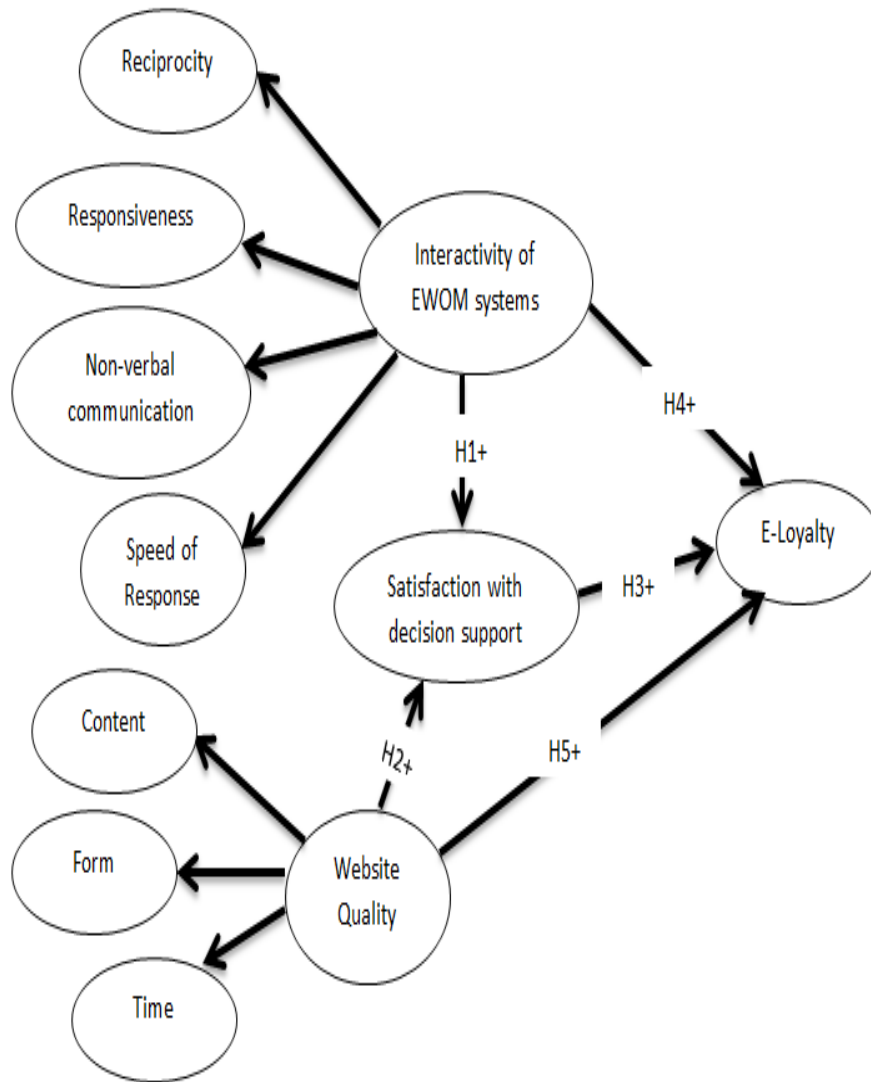 Reciprocity
Responsiveness
Interactivity of
EWOM systems
Non-verbal
communication
H4+
H1+
Speed of
Response
E-Loyalty
Satisfaction with
decision support
H3+
Content
H2+
H5+
Form
Website
Quality
Time